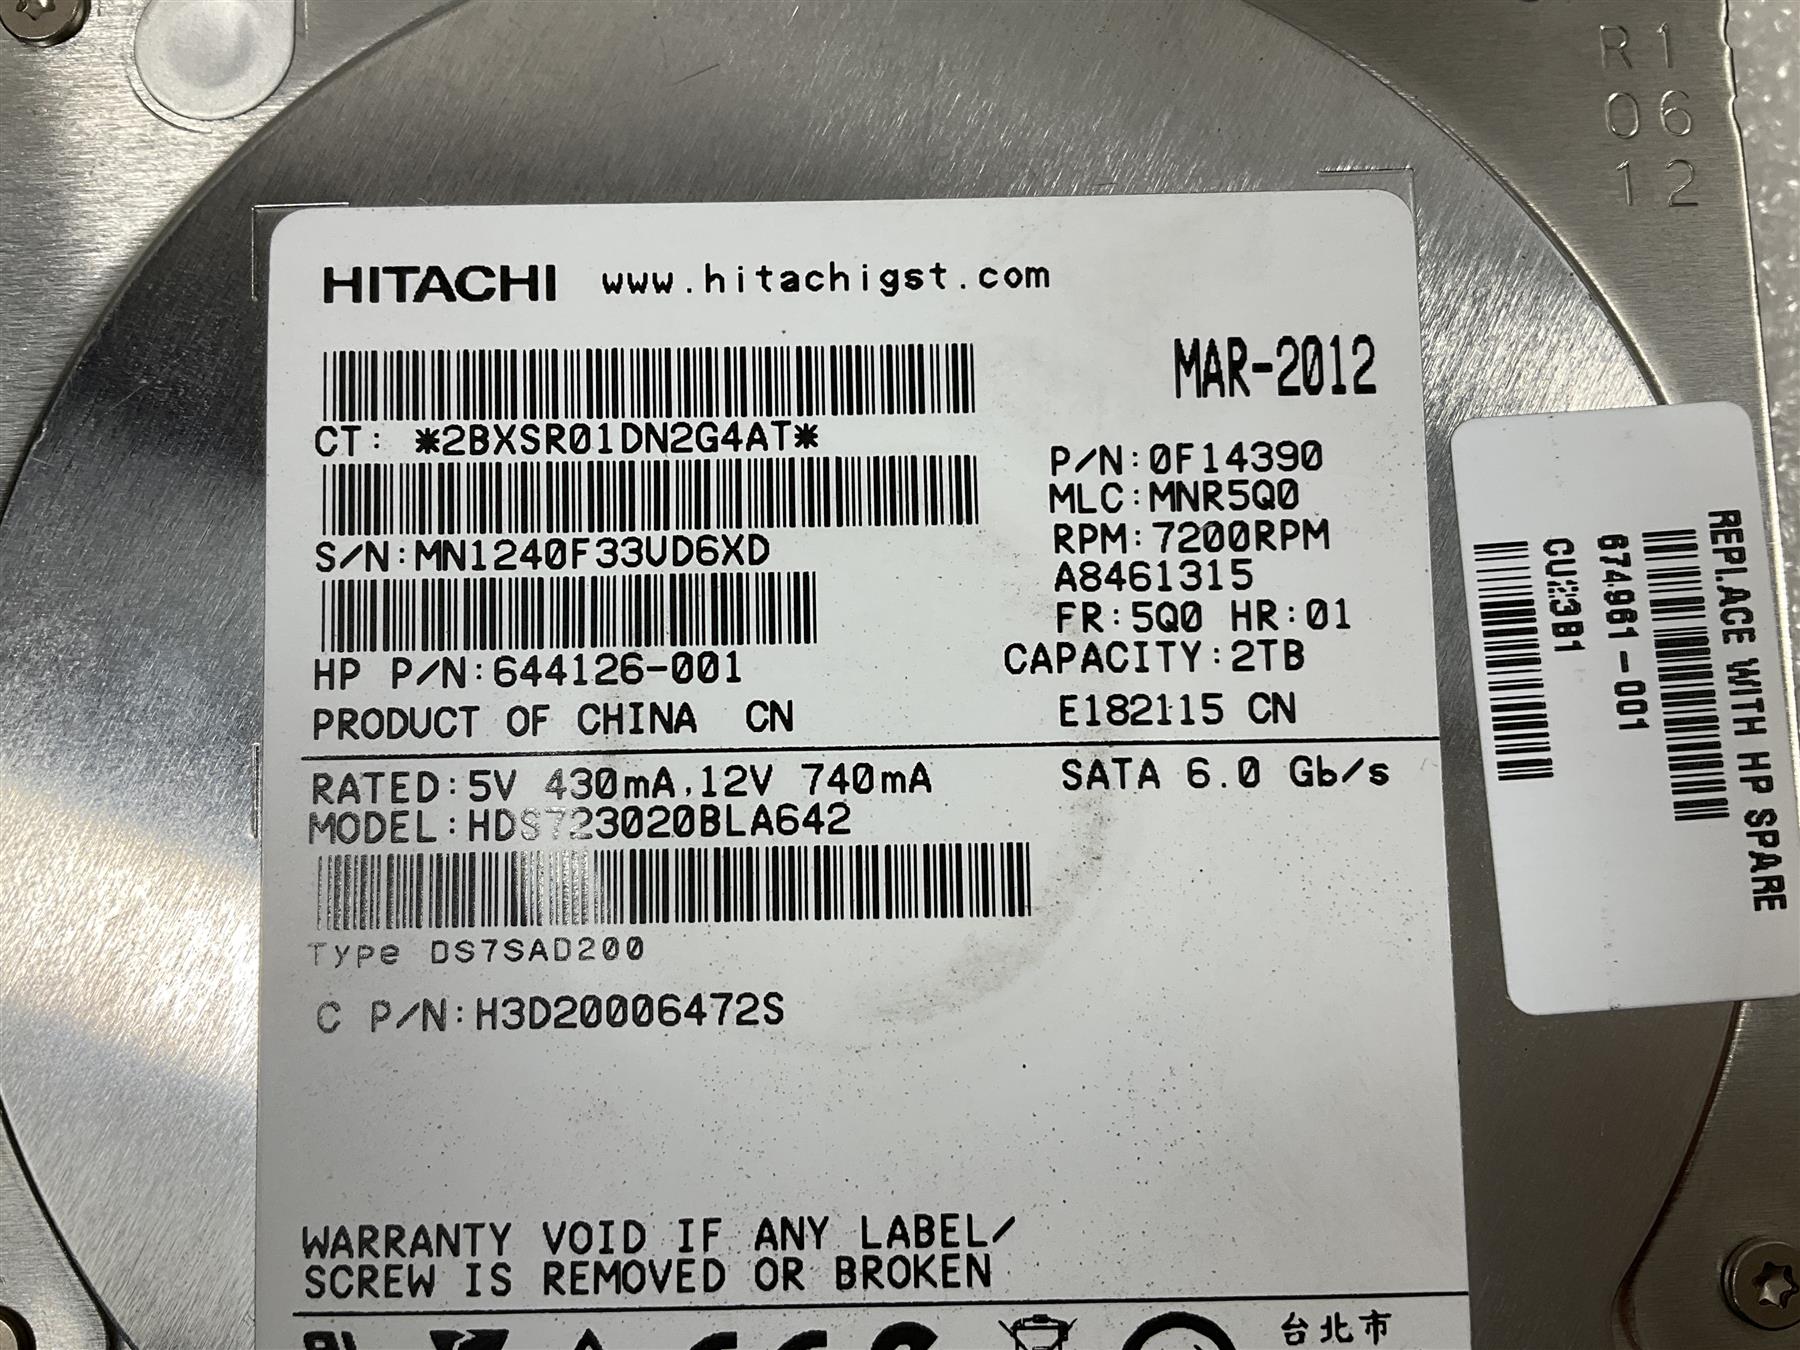 R1
06
12
HITACHI www.hitachigst.com
MAR-2012
CT: *2BXSR01DN2G4AT*
P/N:0F14390
MLC:MNR5Q0
S/N:MN1240F33UD6XD
RPM:7200RPM
A8461315
FR:5Q0 HR:01
HP P/N:644126-001
CAPACITY:2TB
PRODUCT OF CHINA CN
E182115 CN
RATED:5V 430mA,12V 740mA
SATA 6.0 Gb/s
MODEL:HDS723020BLA642
Type DS7SAD200
C P/N:H3D20006472S
WARRANTY VOID IF ANY LABEL/
SCREW IS REMOVED OR BROKEN
台北市
REPLACE WITH HP SPARE
674961-001